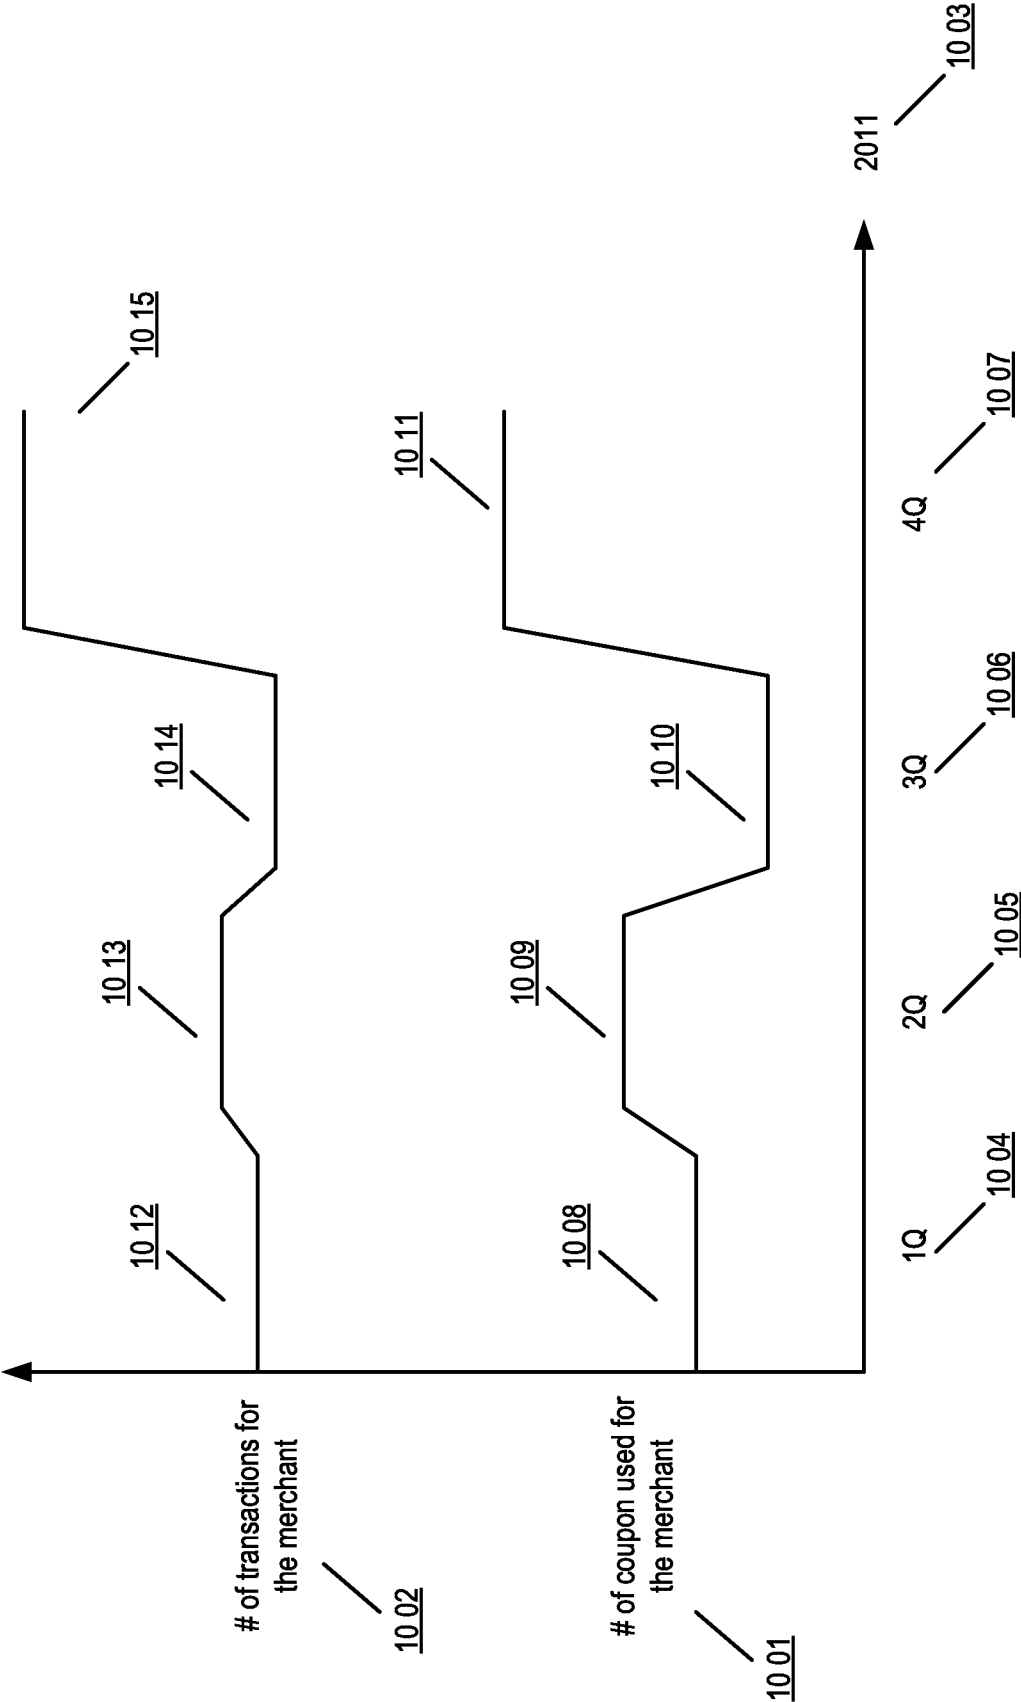 10 15
10 14
10 13
10 12
# of transactions for
the merchant
10 02
10 11
10 10
10 09
10 08
# of coupon used for
the merchant
10 01
2011
10 03
1Q
2Q
3Q
4Q
10 04
10 05
10 06
10 07